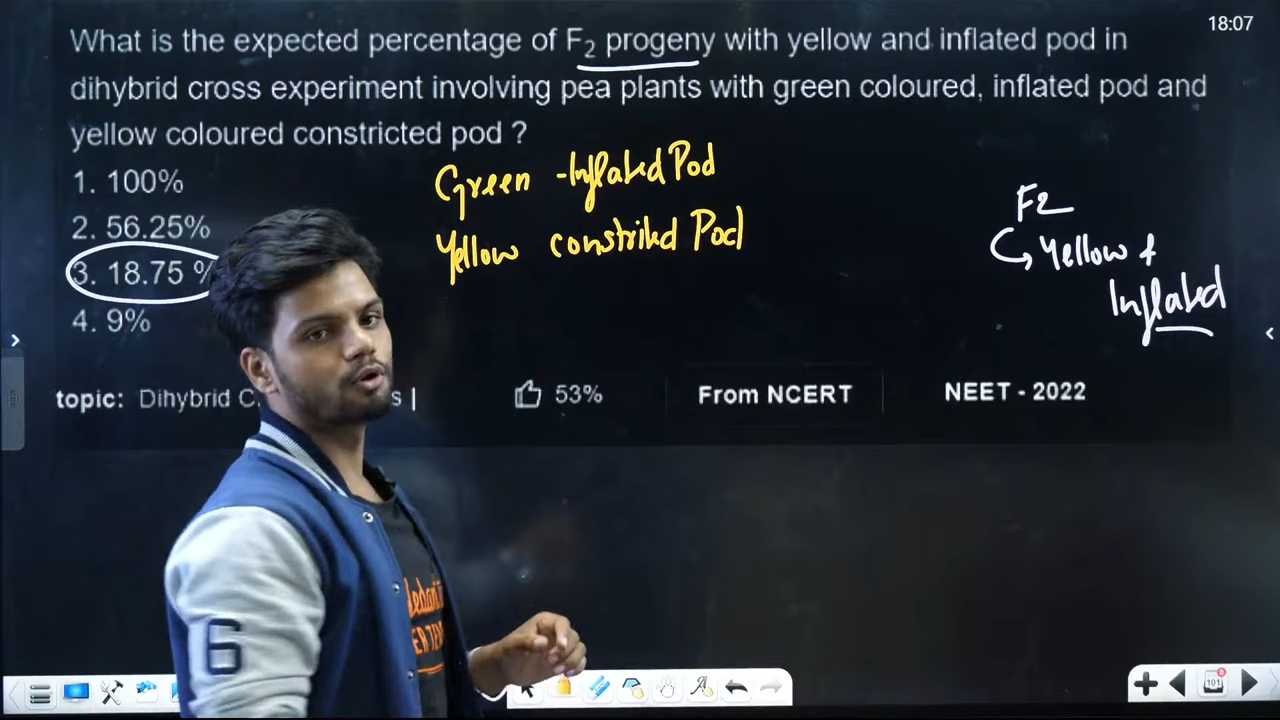 18:07
What is the expected percentage of F2 progeny with yellow and inflated pod in
dihybrid cross experiment involving pea plants with green coloured, inflated pod and
yellow coloured constricted pod ?
1. 100%
2. 56.25%
3. 18.75 %
4. 9%
Green - Inflated Pod
Yellow constrikd Pod
F2
Yellow &
Inflated
topic: Dihybrid C s |
53%
From NCERT
NEET - 2022
6
101